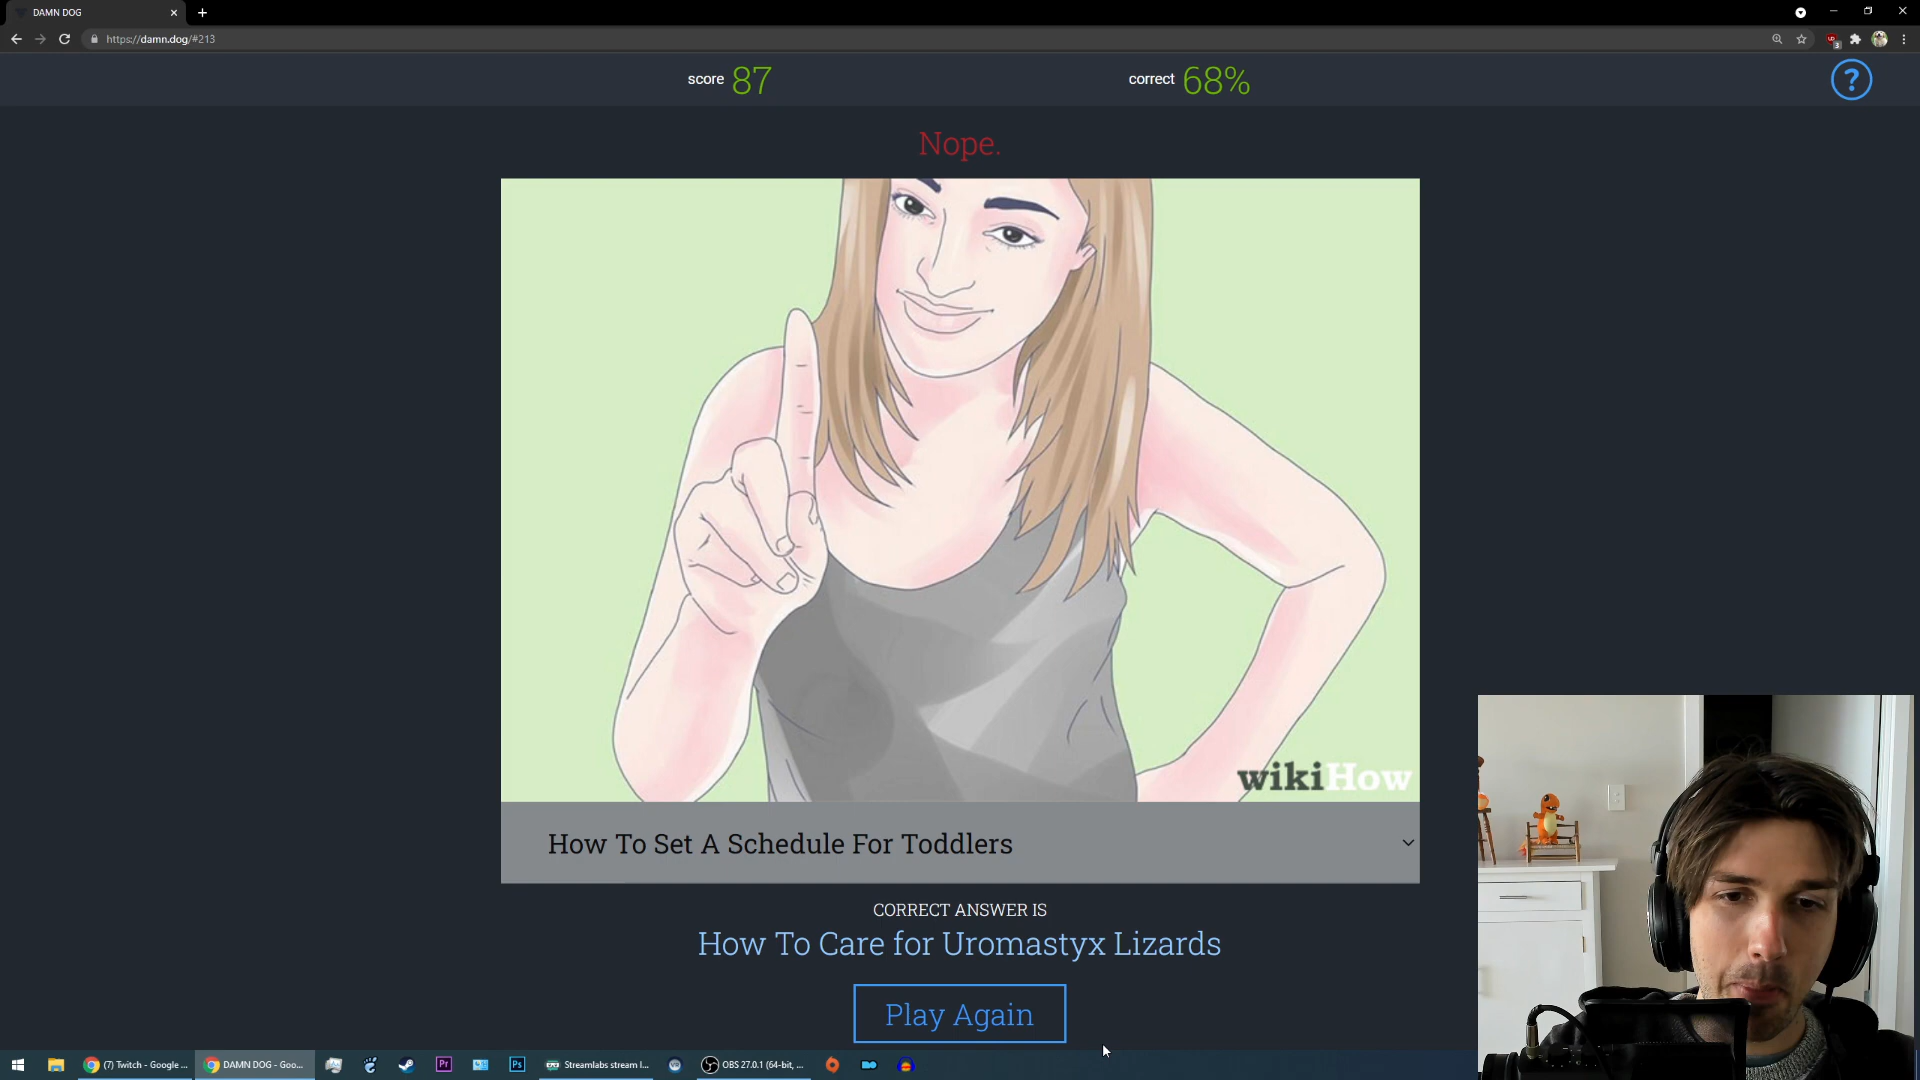 DAMN DOG
https://damn.dog/#213
score 87
correct 68%
?
Nope.
wikiHow
How To Set A Schedule For Toddlers
CORRECT ANSWER IS
How To Care for Uromastyx Lizards
Play Again
(7) Twitch - Google ...
DAMN DOG - Goo...
Pr
Ps
Streamlabs stream l...
OBS 27.0.1 (64-bit, ...